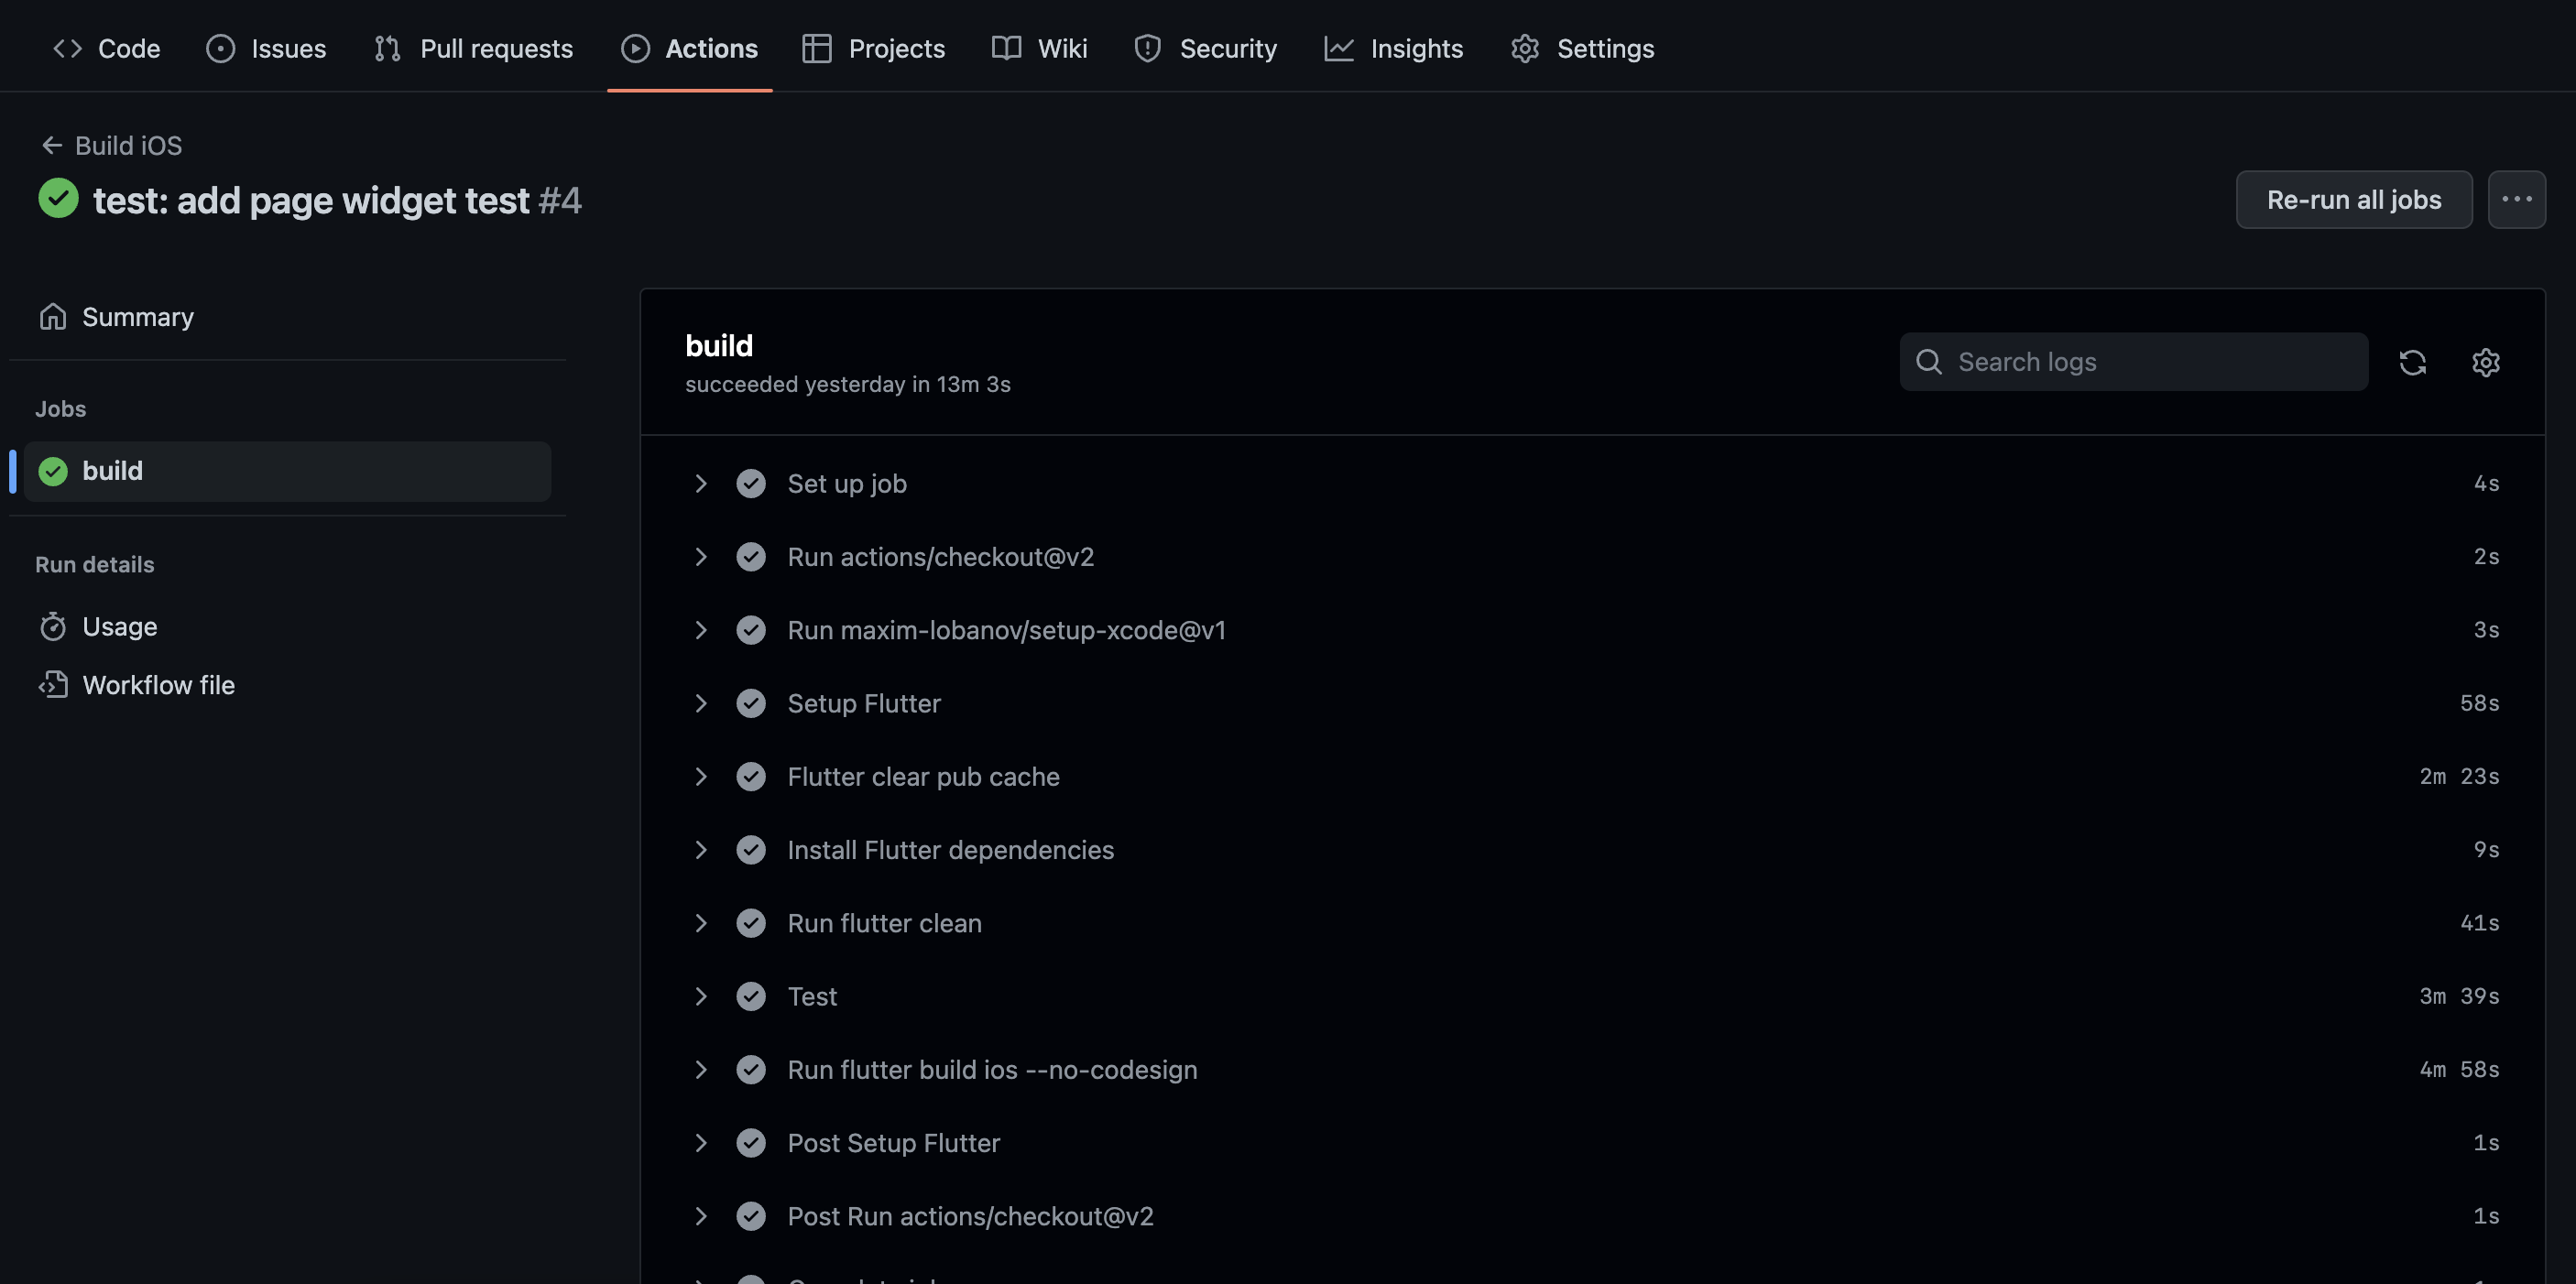 Code Issues Pull requests Actions Projects Wiki Security Insights Settings
Build iOS
test: add page widget test #4
Re-run all jobs
Summary
Jobs
build
Run details
Usage
Workflow file
build
succeeded yesterday in 13m 3s
Search logs
Set up job 4s
Run actions/checkout@v2 2s
Run maxim-lobanov/setup-xcode@v1 3s
Setup Flutter 58s
Flutter clear pub cache 2m 23s
Install Flutter dependencies 9s
Run flutter clean 41s
Test 3m 39s
Run flutter build ios --no-codesign 4m 58s
Post Setup Flutter 1s
Post Run actions/checkout@v2 1s